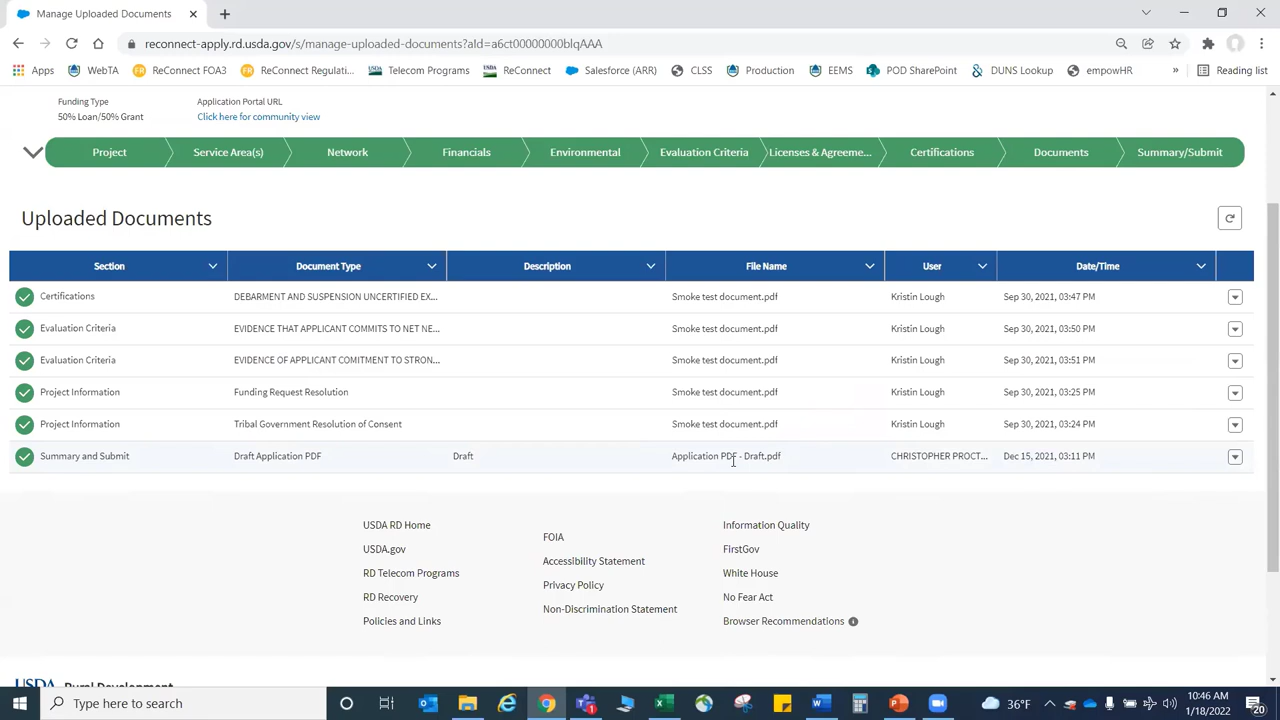 Manage Uploaded Documents
reconnect-apply.rd.usda.gov/s/manage-uploaded-documents?aId=a6ct00000000blqAAA
Apps WebTA ReConnect FOA3 ReConnect Regulati... Telecom Programs ReConnect Salesforce (ARR) CLSS Production EEMS POD SharePoint DUNS Lookup empowHR » Reading list
Funding Type Application Portal URL
50% Loan/50% Grant Click here for community view
Project Service Area(s) Network Financials Environmental Evaluation Criteria Licenses & Agreeme... Certifications Documents Summary/Submit
Uploaded Documents
Section Document Type Description File Name User Date/Time
Certifications DEBARMENT AND SUSPENSION UNCERTIFIED EX... Smoke test document.pdf Kristin Lough Sep 30, 2021, 03:47 PM
Evaluation Criteria EVIDENCE THAT APPLICANT COMMITS TO NET NE... Smoke test document.pdf Kristin Lough Sep 30, 2021, 03:50 PM
Evaluation Criteria EVIDENCE OF APPLICANT COMITMENT TO STRON... Smoke test document.pdf Kristin Lough Sep 30, 2021, 03:51 PM
Project Information Funding Request Resolution Smoke test document.pdf Kristin Lough Sep 30, 2021, 03:25 PM
Project Information Tribal Government Resolution of Consent Smoke test document.pdf Kristin Lough Sep 30, 2021, 03:24 PM
Summary and Submit Draft Application PDF Draft Application PDF - Draft.pdf CHRISTOPHER PROCT... Dec 15, 2021, 03:11 PM
USDA RD Home
USDA.gov
RD Telecom Programs
RD Recovery
Policies and Links
FOIA
Accessibility Statement
Privacy Policy
Non-Discrimination Statement
Information Quality
FirstGov
White House
No Fear Act
Browser Recommendations
USDA Rural Development
Type here to search
36°F
10:46 AM
1/18/2022
20